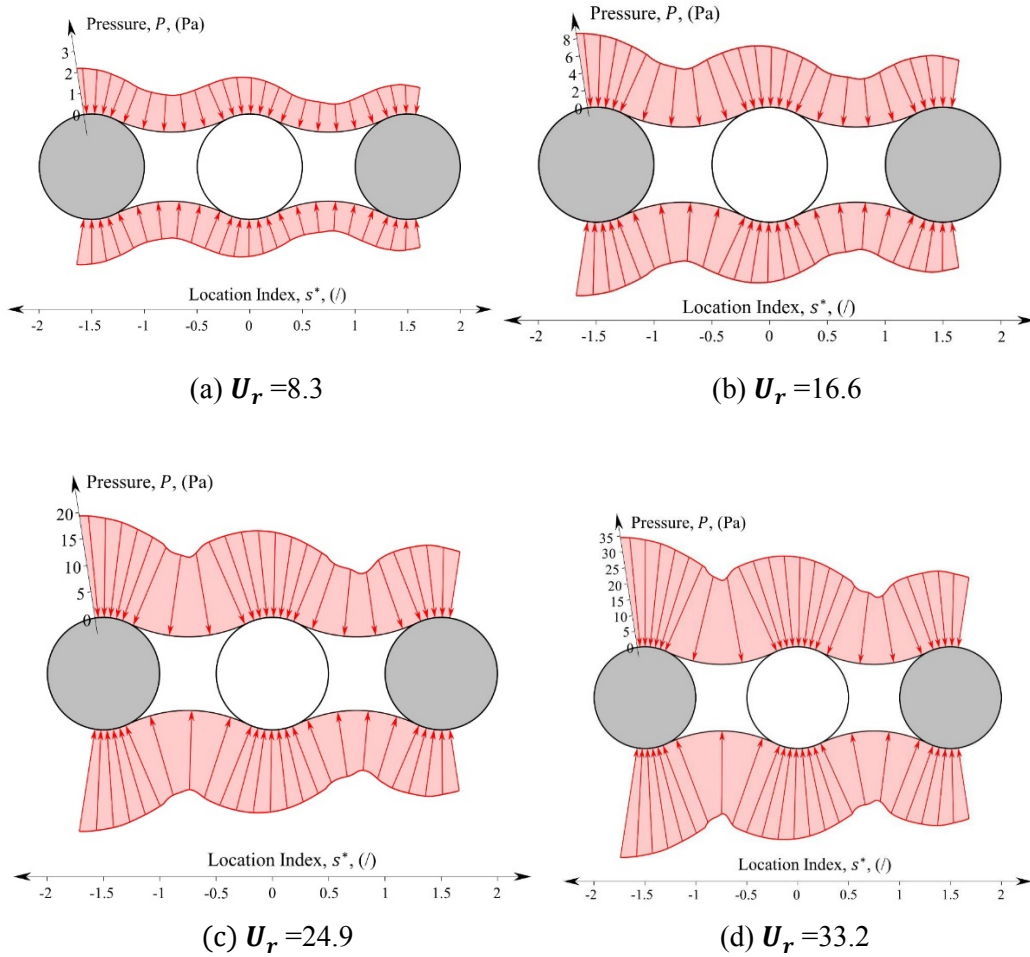 Pressure, P, (Pa)
3
2
1
0
Location Index, s*, (/)
-2 -1.5 -1 -0.5 0 0.5 1 1.5 2
(a) U_r =8.3
Pressure, P, (Pa)
8
6
4
2
0
Location Index, s*, (/)
-2 -1.5 -1 -0.5 0 0.5 1 1.5 2
(b) U_r =16.6
Pressure, P, (Pa)
20
15
10
5
0
Location Index, s*, (/)
-2 -1.5 -1 -0.5 0 0.5 1 1.5 2
(c) U_r =24.9
Pressure, P, (Pa)
35
30
25
20
15
10
5
0
Location Index, s*, (/)
-2 -1.5 -1 -0.5 0 0.5 1 1.5 2
(d) U_r =33.2